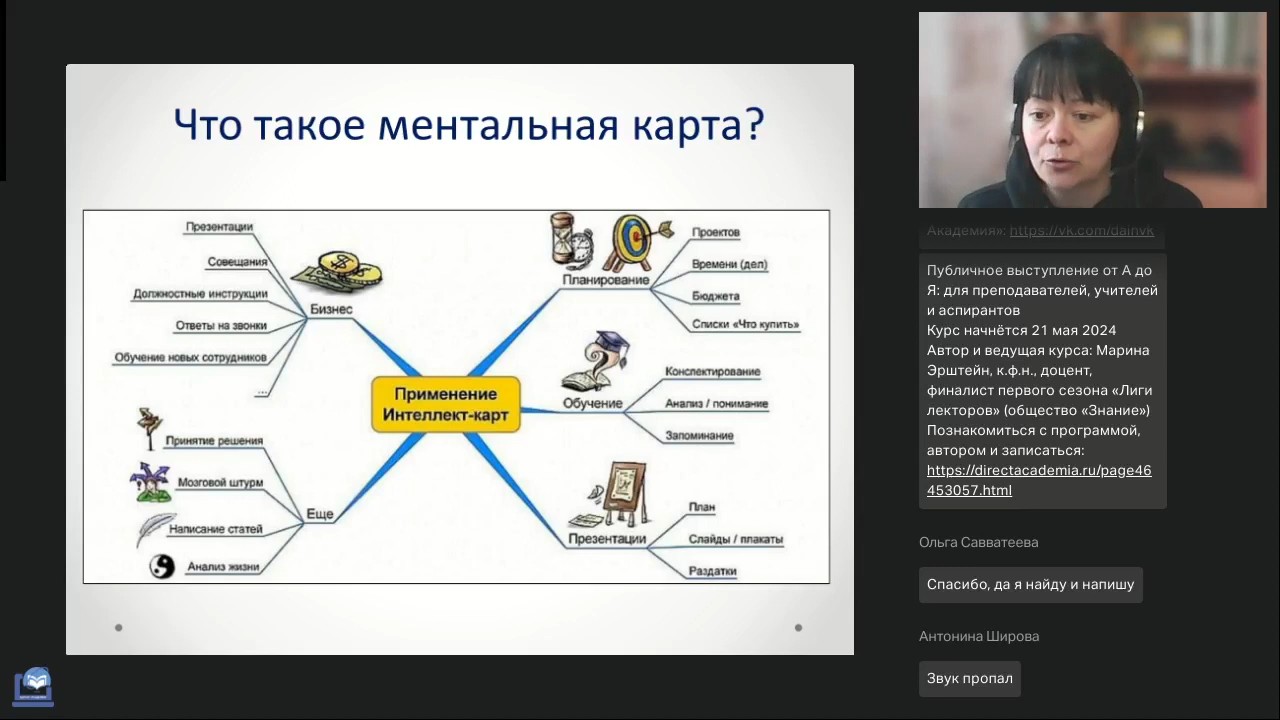 Что такое ментальная карта?
Презентации
Совещания
Должностные инструкции
Ответы на звонки
Обучение новых сотрудников
...
Бизнес
Планирование
Проектов
Времени (дел)
Бюджета
Списки «Что купить»
Применение
Интеллект-карт
Обучение
Конспектирование
Анализ / понимание
Запоминание
Принятие решения
Мозговой штурм
Написание статей
Анализ жизни
Еще
Презентации
План
Слайды / плакаты
Раздатки
Академия»: https://vk.com/dainvk
Публичное выступление от А до
Я: для преподавателей, учителей
и аспирантов
Курс начнётся 21 мая 2024
Автор и ведущая курса: Марина
Эрштейн, к.ф.н., доцент,
финалист первого сезона «Лиги
лекторов» (общество «Знание»)
Познакомиться с программой,
автором и записаться:
https://directacademia.ru/page46
453057.html
Ольга Савватеева
Спасибо, да я найду и напишу
Антонина Широва
Звук пропал